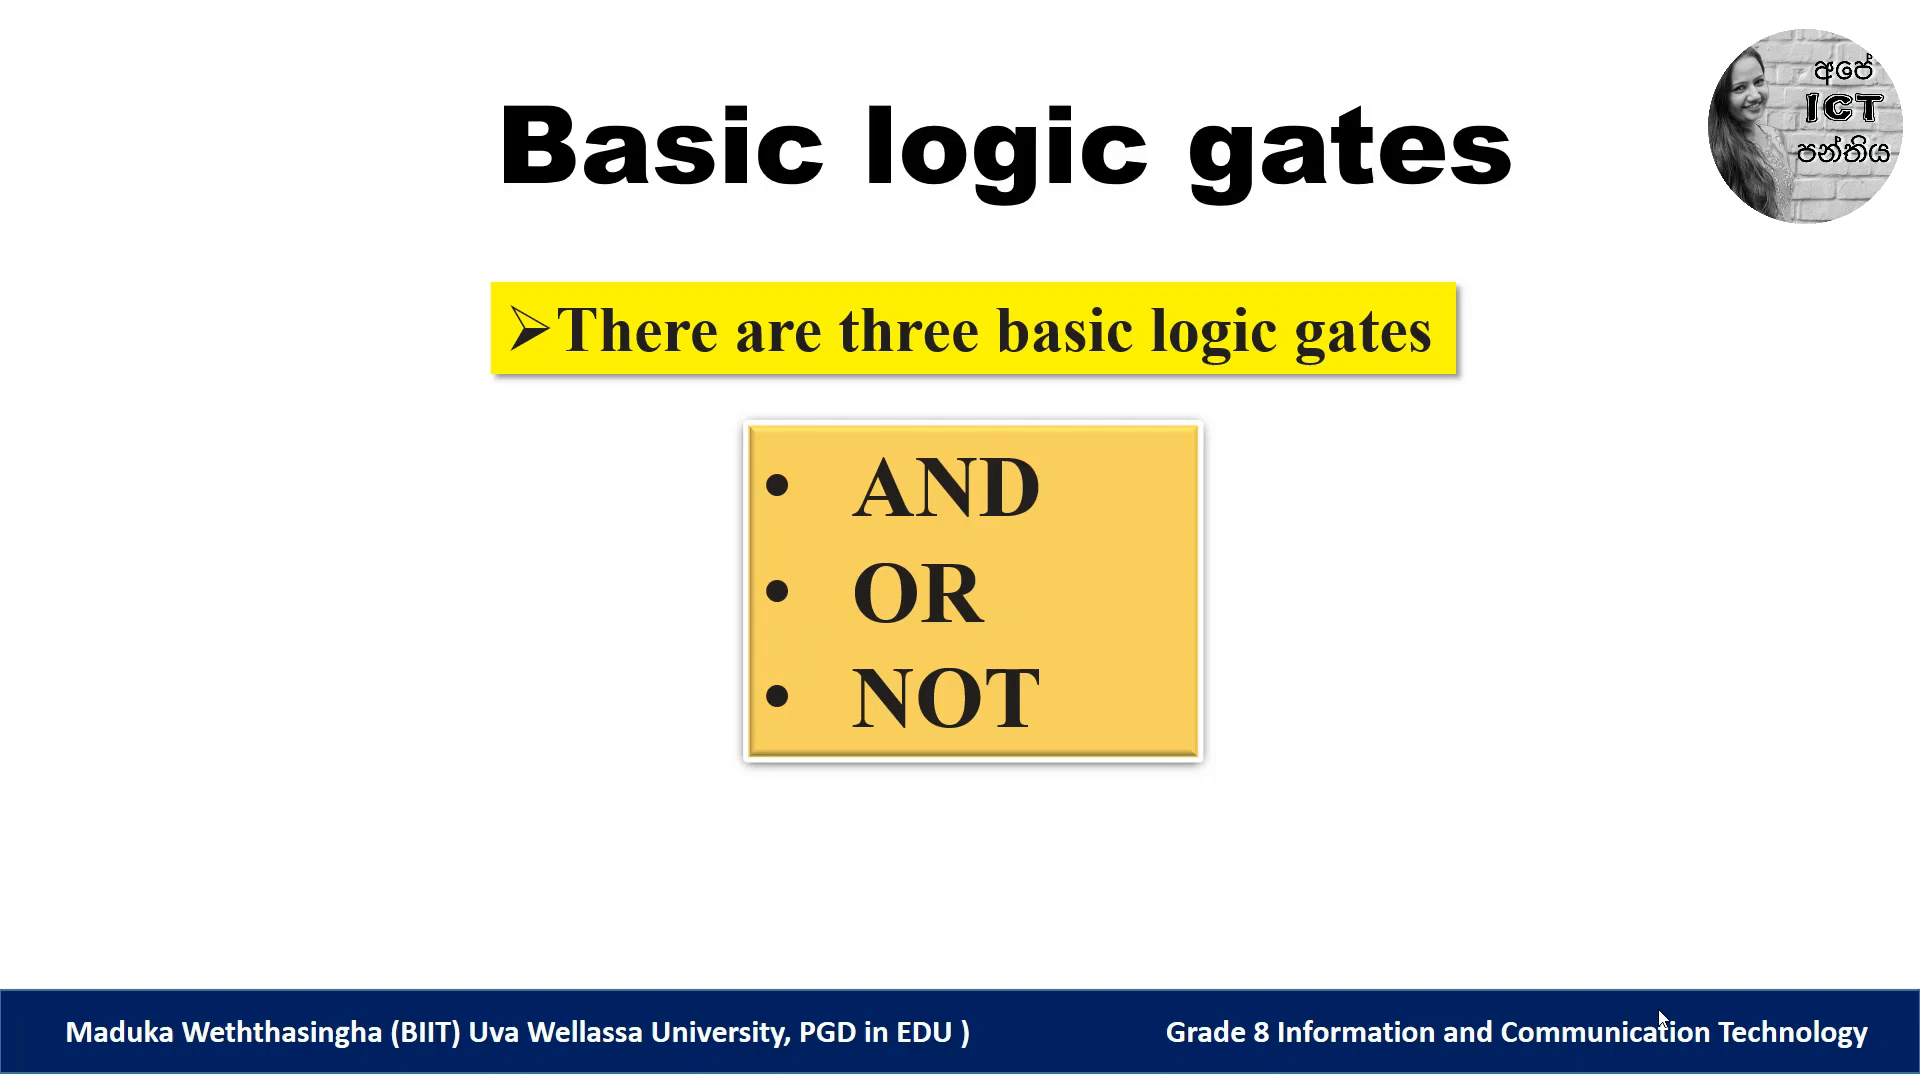 Basic logic gates
අපේ
ICT
පන්තිය
➢There are three basic logic gates
• AND
• OR
• NOT
Maduka Weththasingha (BIIT) Uva Wellassa University, PGD in EDU )
Grade 8 Information and Communication Technology